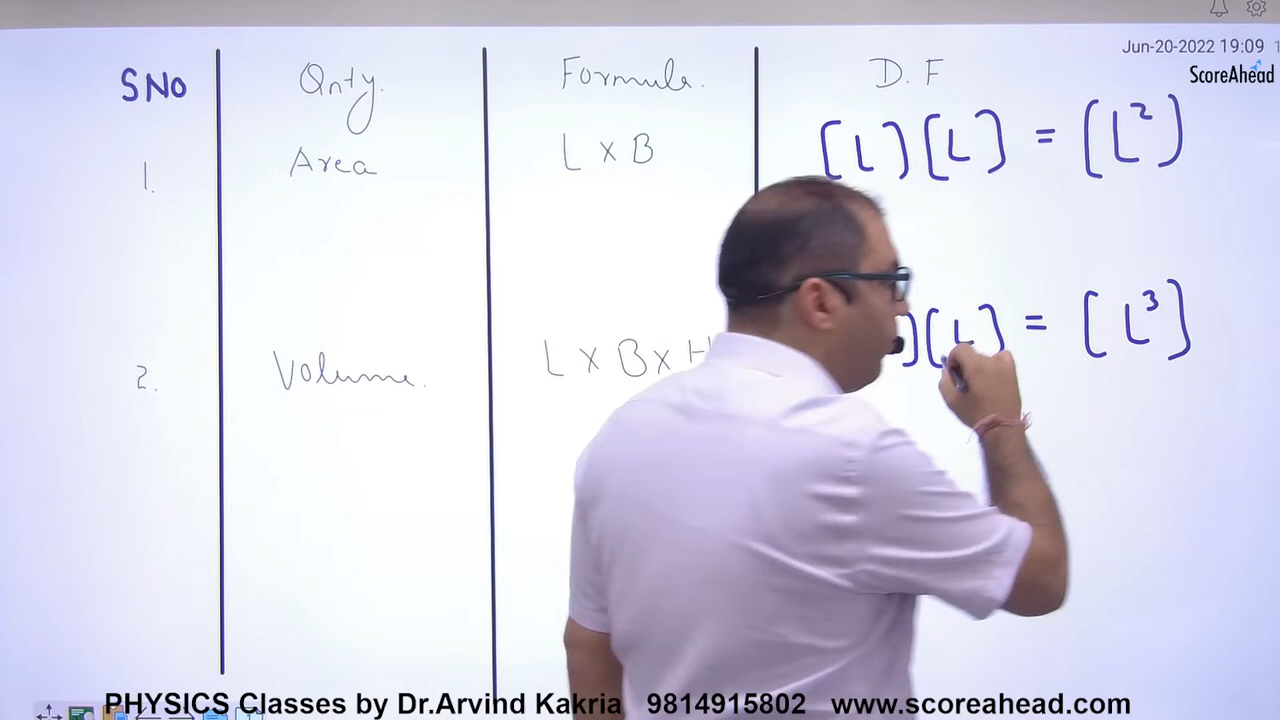 Jun-20-2022 19:09 1
ScoreAhead
SNo Qnty. Formula. D.F
1. Area L x B [L][L] = [L²]
2. Volume. L x B x H ][L] = [L³]
PHYSICS Classes by Dr.Arvind Kakria 9814915802 www.scoreahead.com